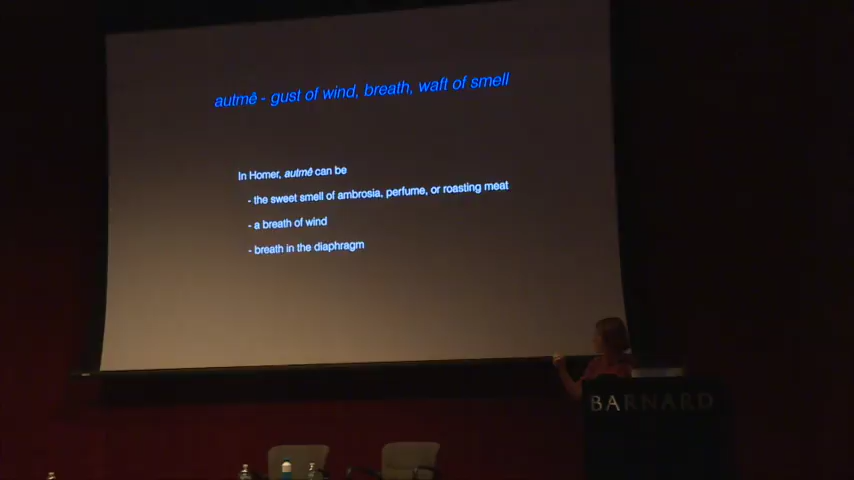 autmê - gust of wind, breath, waft of smell
In Homer, autmê can be
- the sweet smell of ambrosia, perfume, or roasting meat
- a breath of wind
- breath in the diaphragm
BARNARD